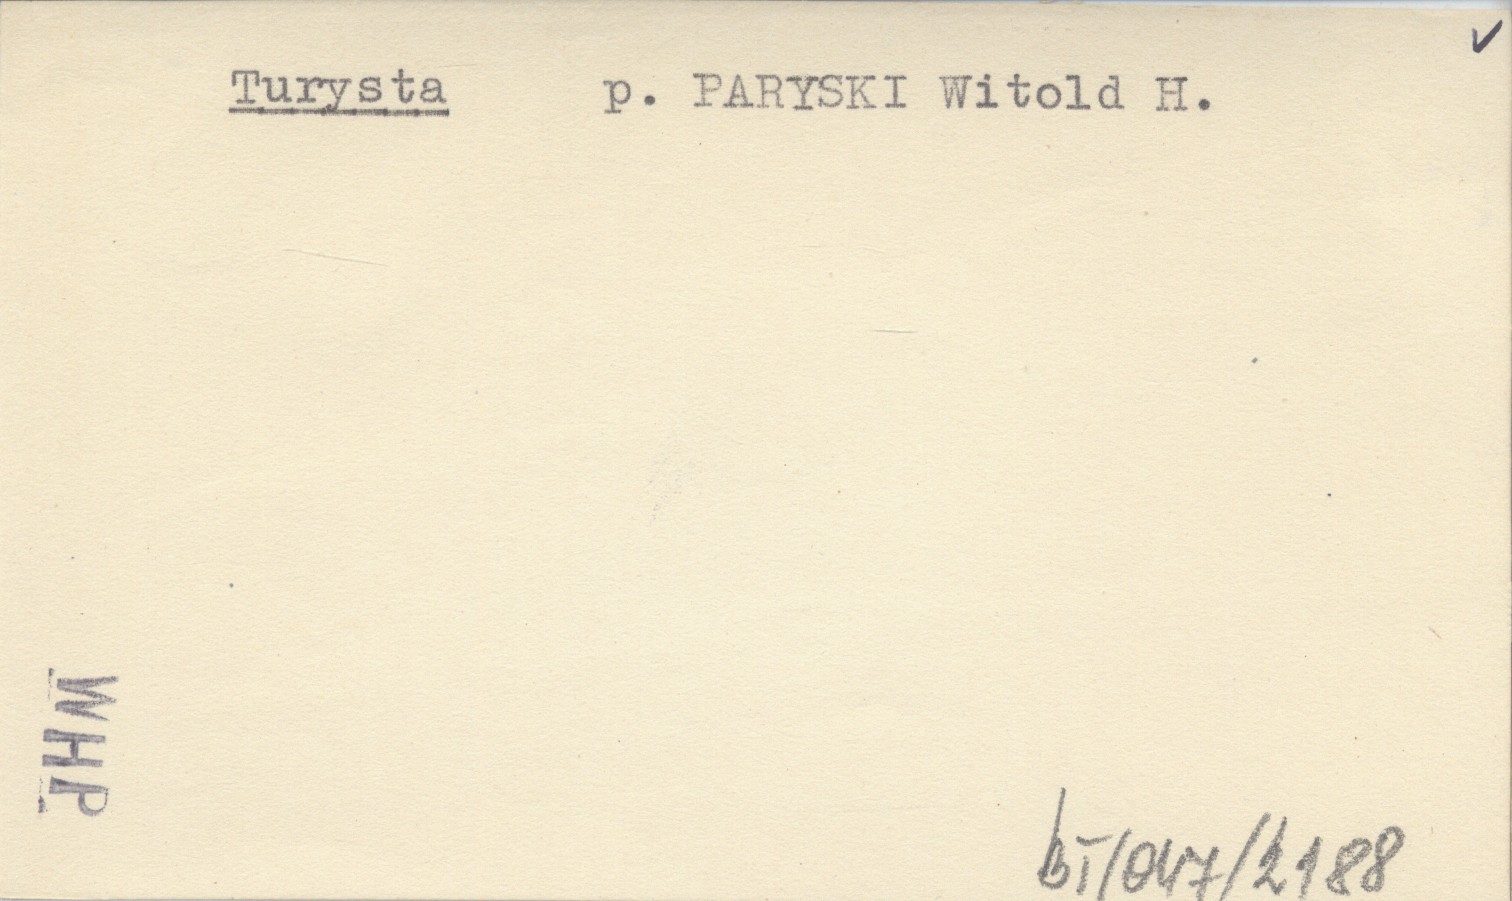 Turysta p. PARYSKI Witold H.
WHP
bT/047/2188